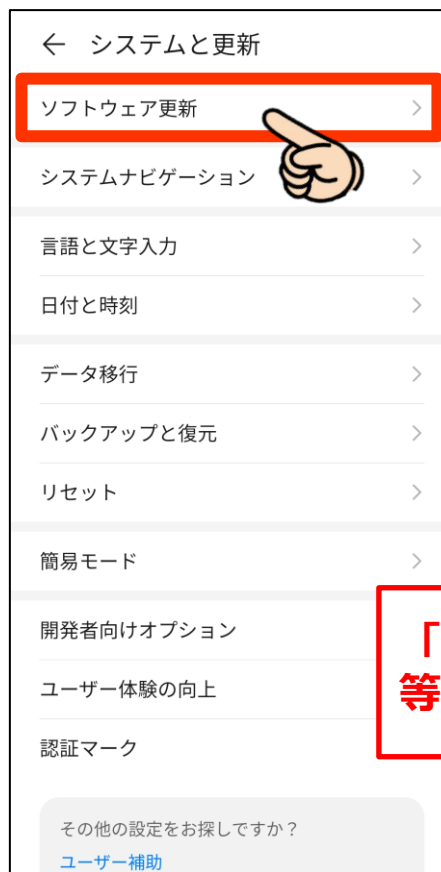 ← システムと更新
ソフトウェア更新
システムナビゲーション
言語と文字入力
日付と時刻
データ移行
バックアップと復元
リセット
簡易モード
開発者向けオプション
「
ユーザー体験の向上
等
認証マーク
その他の設定をお探しですか？
ユーザー補助